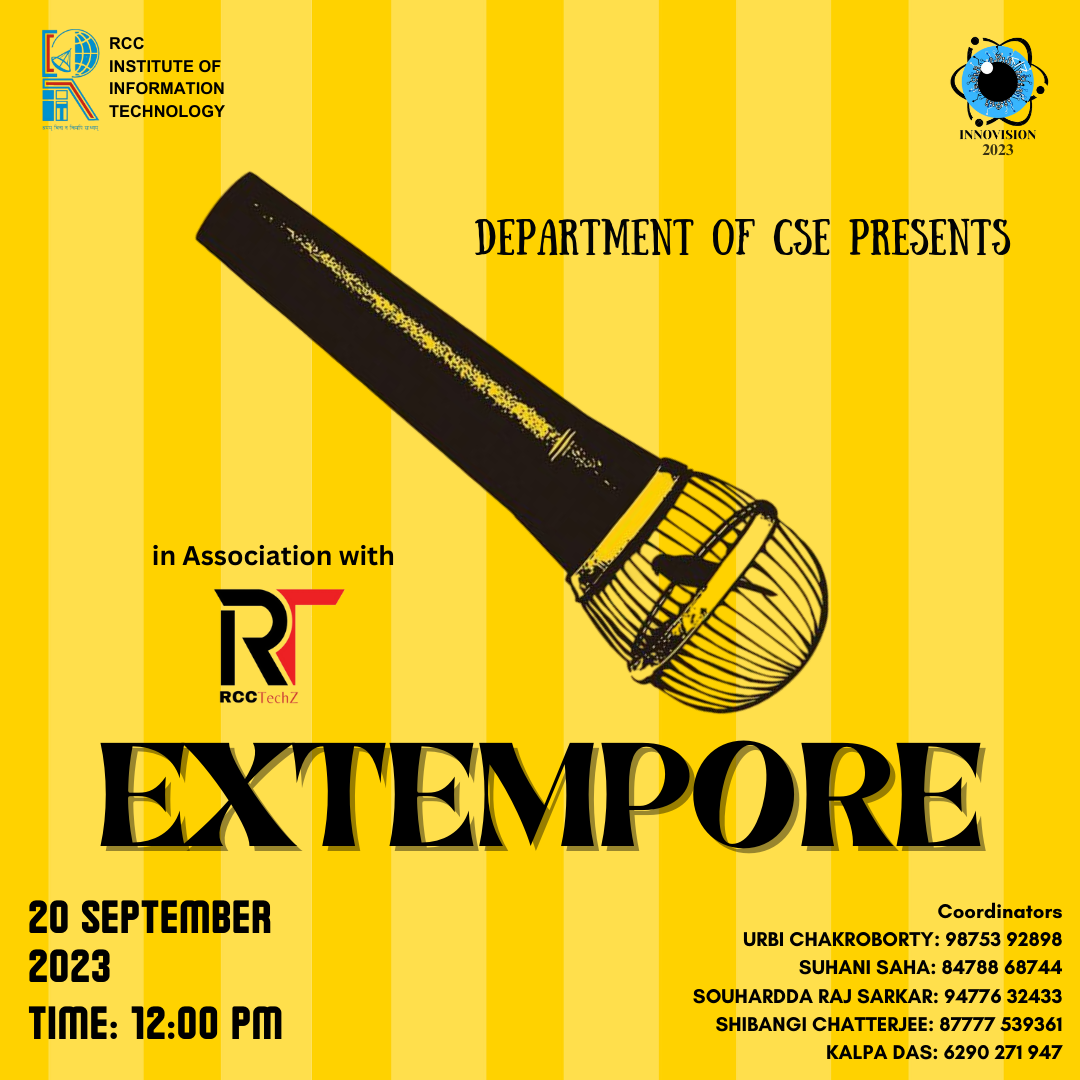 RCC
INSTITUTE OF
INFORMATION
TECHNOLOGY
INNOVISION
2023
DEPARTMENT OF CSE PRESENTS
in Association with
RT
RCCTechZ
EXTEMPORE
20 SEPTEMBER
2023
TIME: 12:00 PM
Coordinators
URBI CHAKROBORTY: 98753 92898
SUHANI SAHA: 84788 68744
SOUHARDDA RAJ SARKAR: 94776 32433
SHIBANGI CHATTERJEE: 87777 539361
KALPA DAS: 6290 271 947